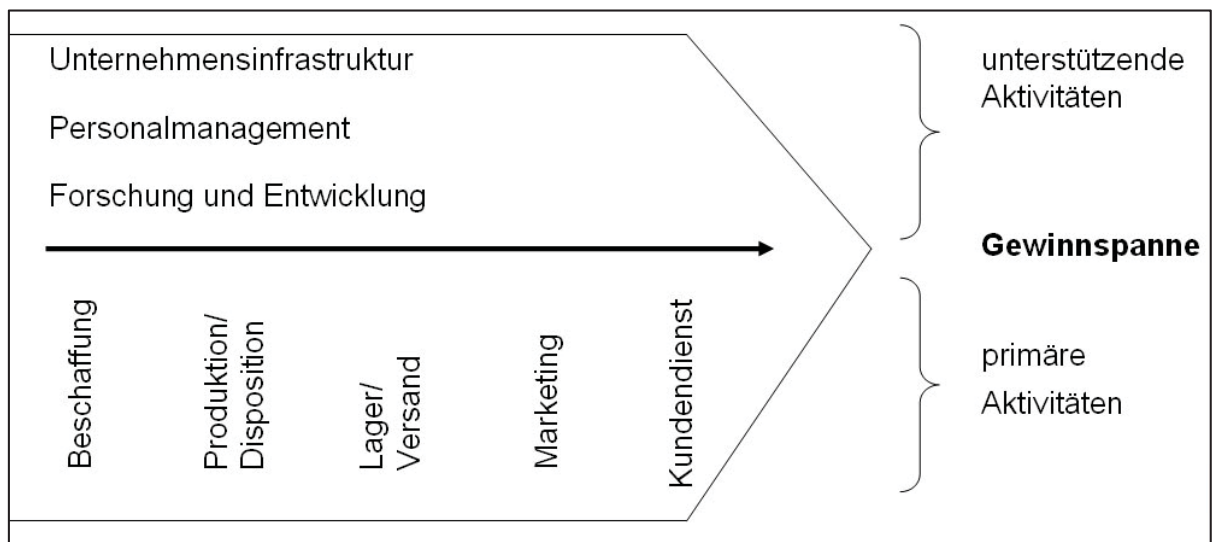 Unternehmensinfrastruktur
Personalmanagement
Forschung und Entwicklung
unterstützende
Aktivitäten
Gewinnspanne
Beschaffung
Produktion/
Disposition
Lager/
Versand
Marketing
Kundendienst
primäre
Aktivitäten